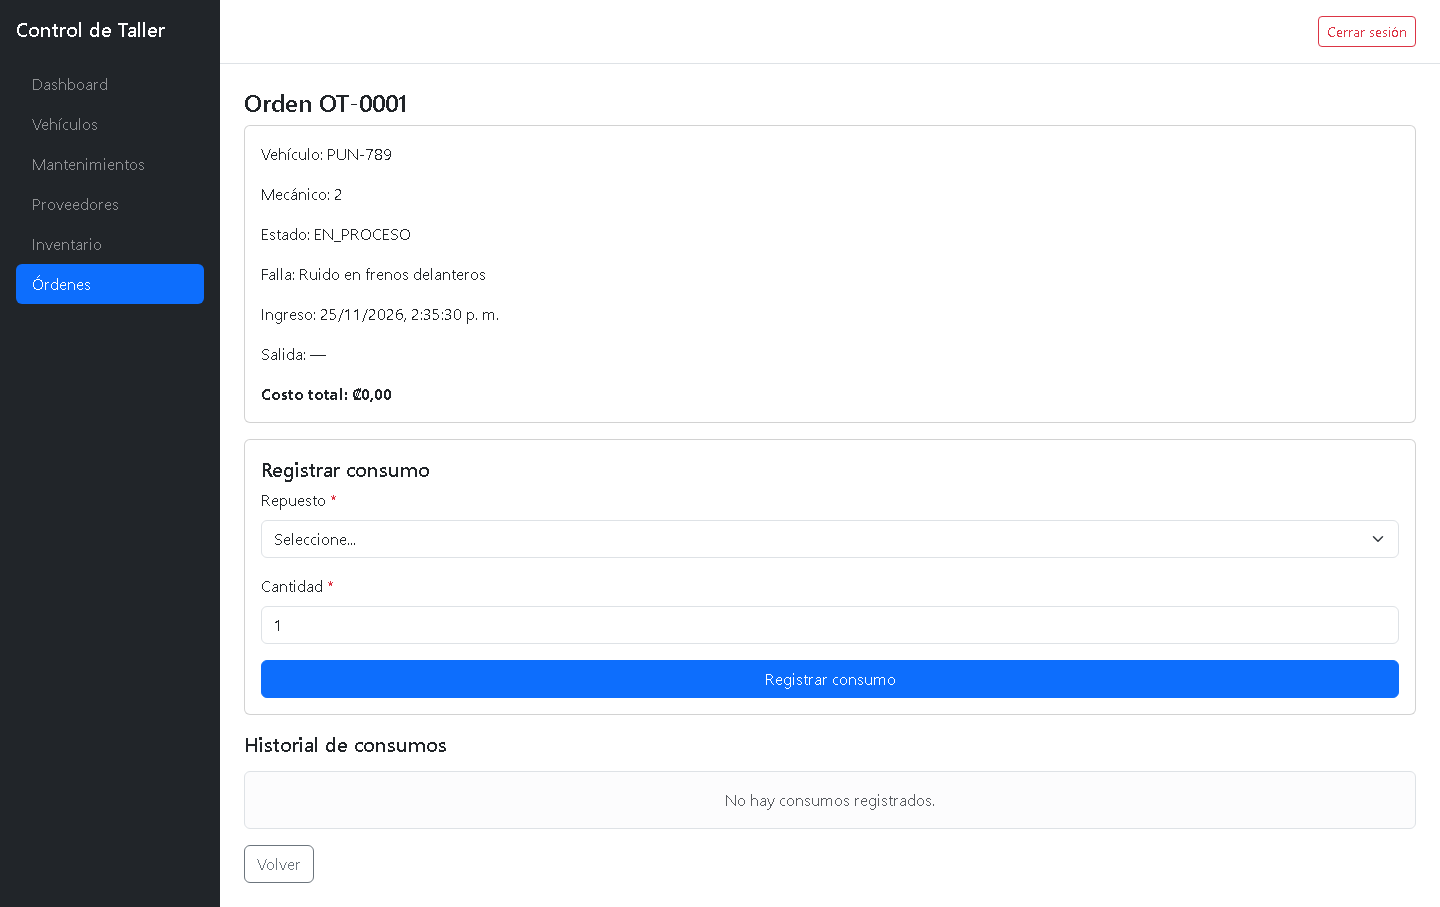 Control de Taller
Cerrar sesión
Dashboard
Vehículos
Mantenimientos
Proveedores
Inventario
Órdenes
Orden OT-0001
Vehículo: PUN-789
Mecánico: 2
Estado: EN_PROCESO
Falla: Ruido en frenos delanteros
Ingreso: 25/11/2026, 2:35:30 p. m.
Salida: —
Costo total: ₡0,00
Registrar consumo
Repuesto *
Seleccione...
Cantidad *
1
Registrar consumo
Historial de consumos
No hay consumos registrados.
Volver